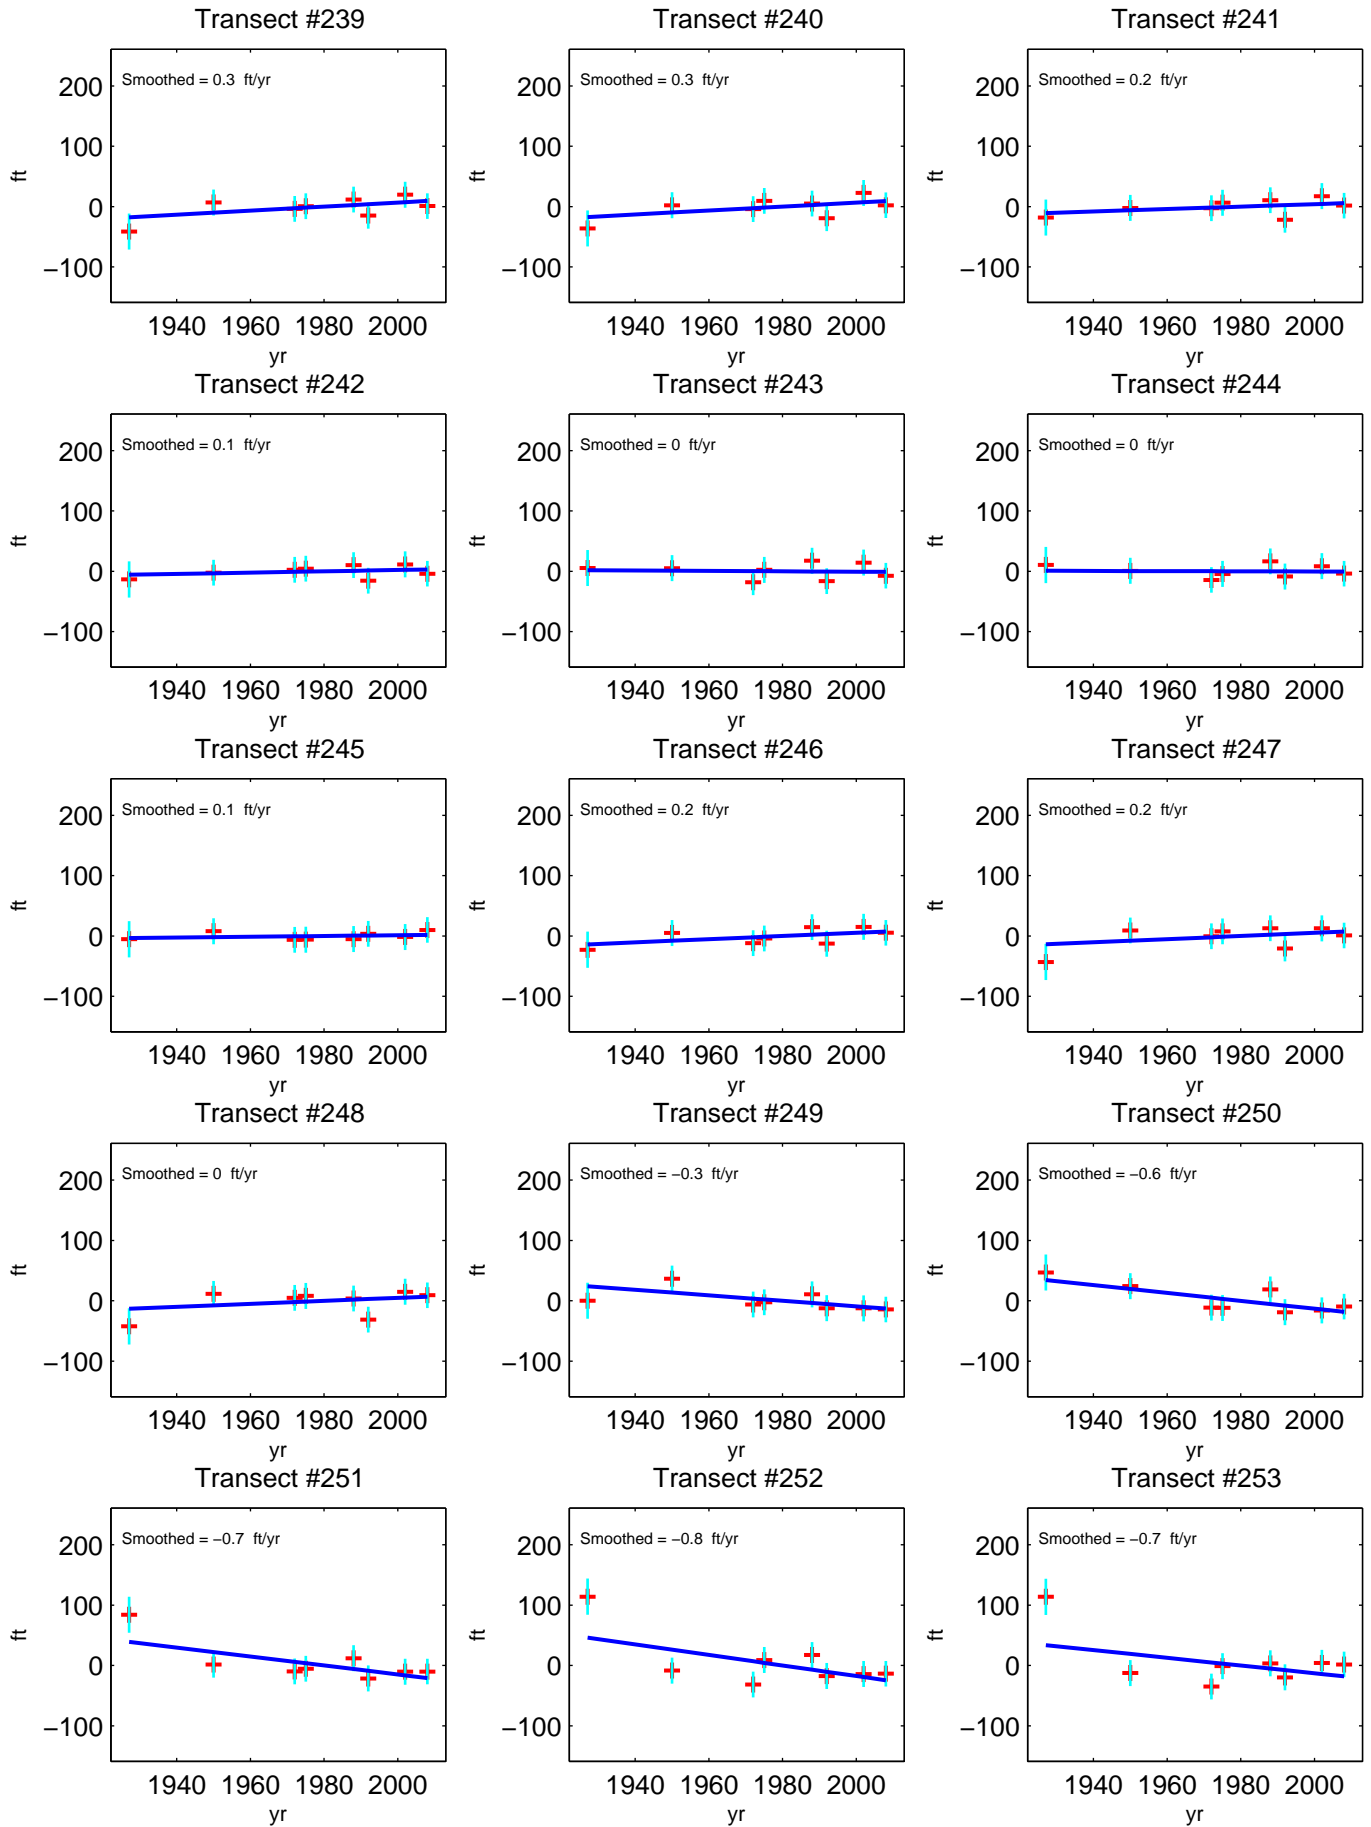 Transect #239
Transect #240
Transect #241
Smoothed = 0.3  ft/yr
Smoothed = 0.3  ft/yr
Smoothed = 0.2  ft/yr
200 100 0 −100
200 100 0 −100
200 100 0 −100
ft ft ft
1940 1960 1980 2000
1940 1960 1980 2000
1940 1960 1980 2000
yr yr yr
Transect #242
Transect #243
Transect #244
Smoothed = 0.1  ft/yr
Smoothed = 0  ft/yr
Smoothed = 0  ft/yr
200 100 0 −100
200 100 0 −100
200 100 0 −100
ft ft ft
1940 1960 1980 2000
1940 1960 1980 2000
1940 1960 1980 2000
yr yr yr
Transect #245
Transect #246
Transect #247
Smoothed = 0.1  ft/yr
Smoothed = 0.2  ft/yr
Smoothed = 0.2  ft/yr
200 100 0 −100
200 100 0 −100
200 100 0 −100
ft ft ft
1940 1960 1980 2000
1940 1960 1980 2000
1940 1960 1980 2000
yr yr yr
Transect #248
Transect #249
Transect #250
Smoothed = 0  ft/yr
Smoothed = −0.3  ft/yr
Smoothed = −0.6  ft/yr
200 100 0 −100
200 100 0 −100
200 100 0 −100
ft ft ft
1940 1960 1980 2000
1940 1960 1980 2000
1940 1960 1980 2000
yr yr yr
Transect #251
Transect #252
Transect #253
Smoothed = −0.7  ft/yr
Smoothed = −0.8  ft/yr
Smoothed = −0.7  ft/yr
200 100 0 −100
200 100 0 −100
200 100 0 −100
ft ft ft
1940 1960 1980 2000
1940 1960 1980 2000
1940 1960 1980 2000
yr yr yr